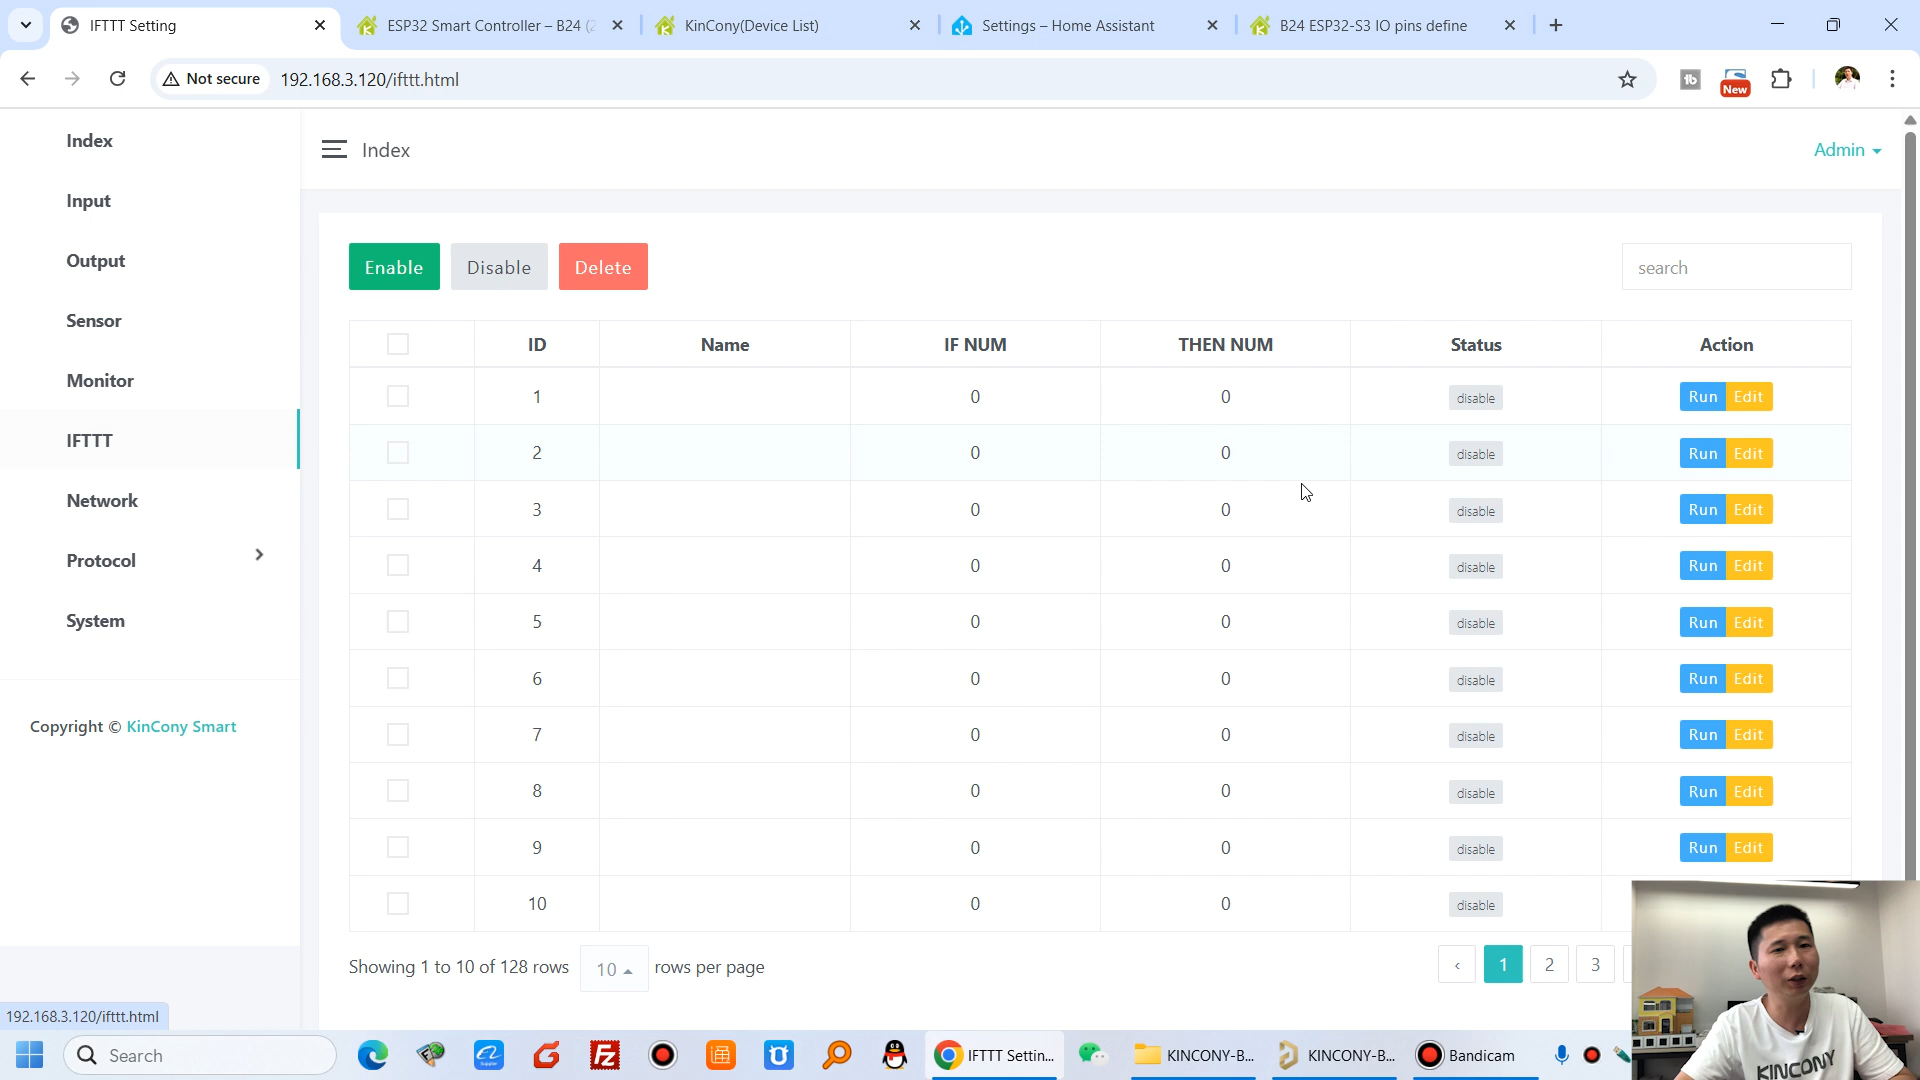 IFTTT Setting
ESP32 Smart Controller – B24 (2
KinCony(Device List)
Settings – Home Assistant
B24 ESP32-S3 IO pins define
Not secure
192.168.3.120/ifttt.html
New
Index
Input
Output
Sensor
Monitor
IFTTT
Network
Protocol
System
Copyright © KinCony Smart
Index
Admin
Enable
Disable
Delete
search
ID Name IF NUM THEN NUM Status Action
1 0 0 disable Run Edit
2 0 0 disable Run Edit
3 0 0 disable Run Edit
4 0 0 disable Run Edit
5 0 0 disable Run Edit
6 0 0 disable Run Edit
7 0 0 disable Run Edit
8 0 0 disable Run Edit
9 0 0 disable Run Edit
10 0 0 disable
Showing 1 to 10 of 128 rows 10 rows per page
‹ 1 2 3
192.168.3.120/ifttt.html
Search
IFTTT Settin...
KINCONY-B...
KINCONY-B...
Bandicam
KINCONY